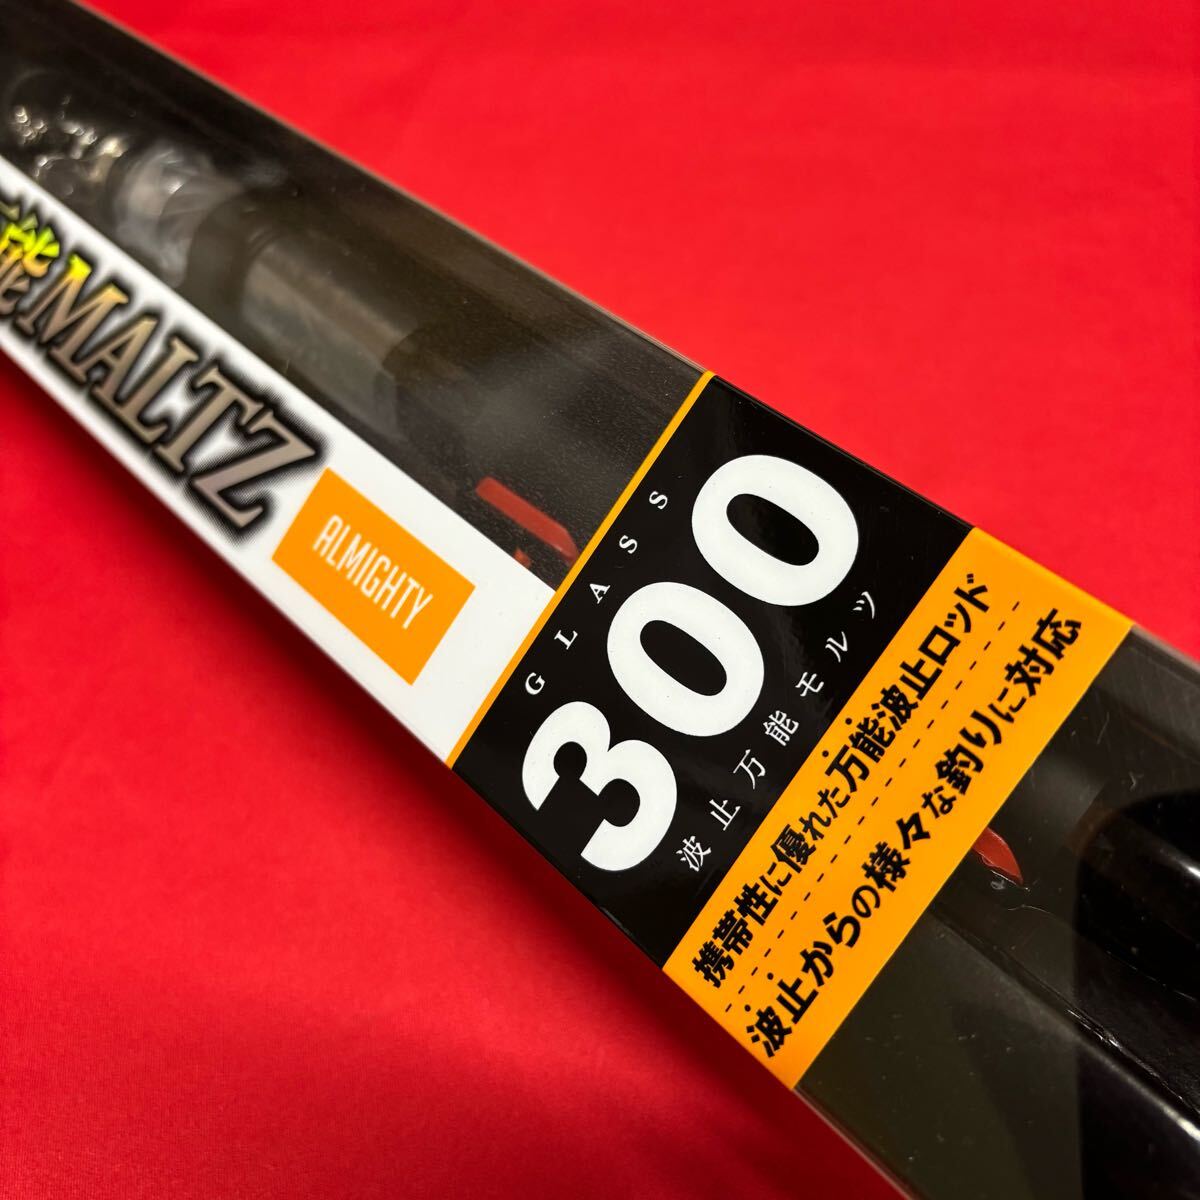 能MALTZ
ALMIGHTY
GLASS
300
波止万能モルツ
携帯性に優れた万能波止ロッド
波止からの様々な釣りに対応